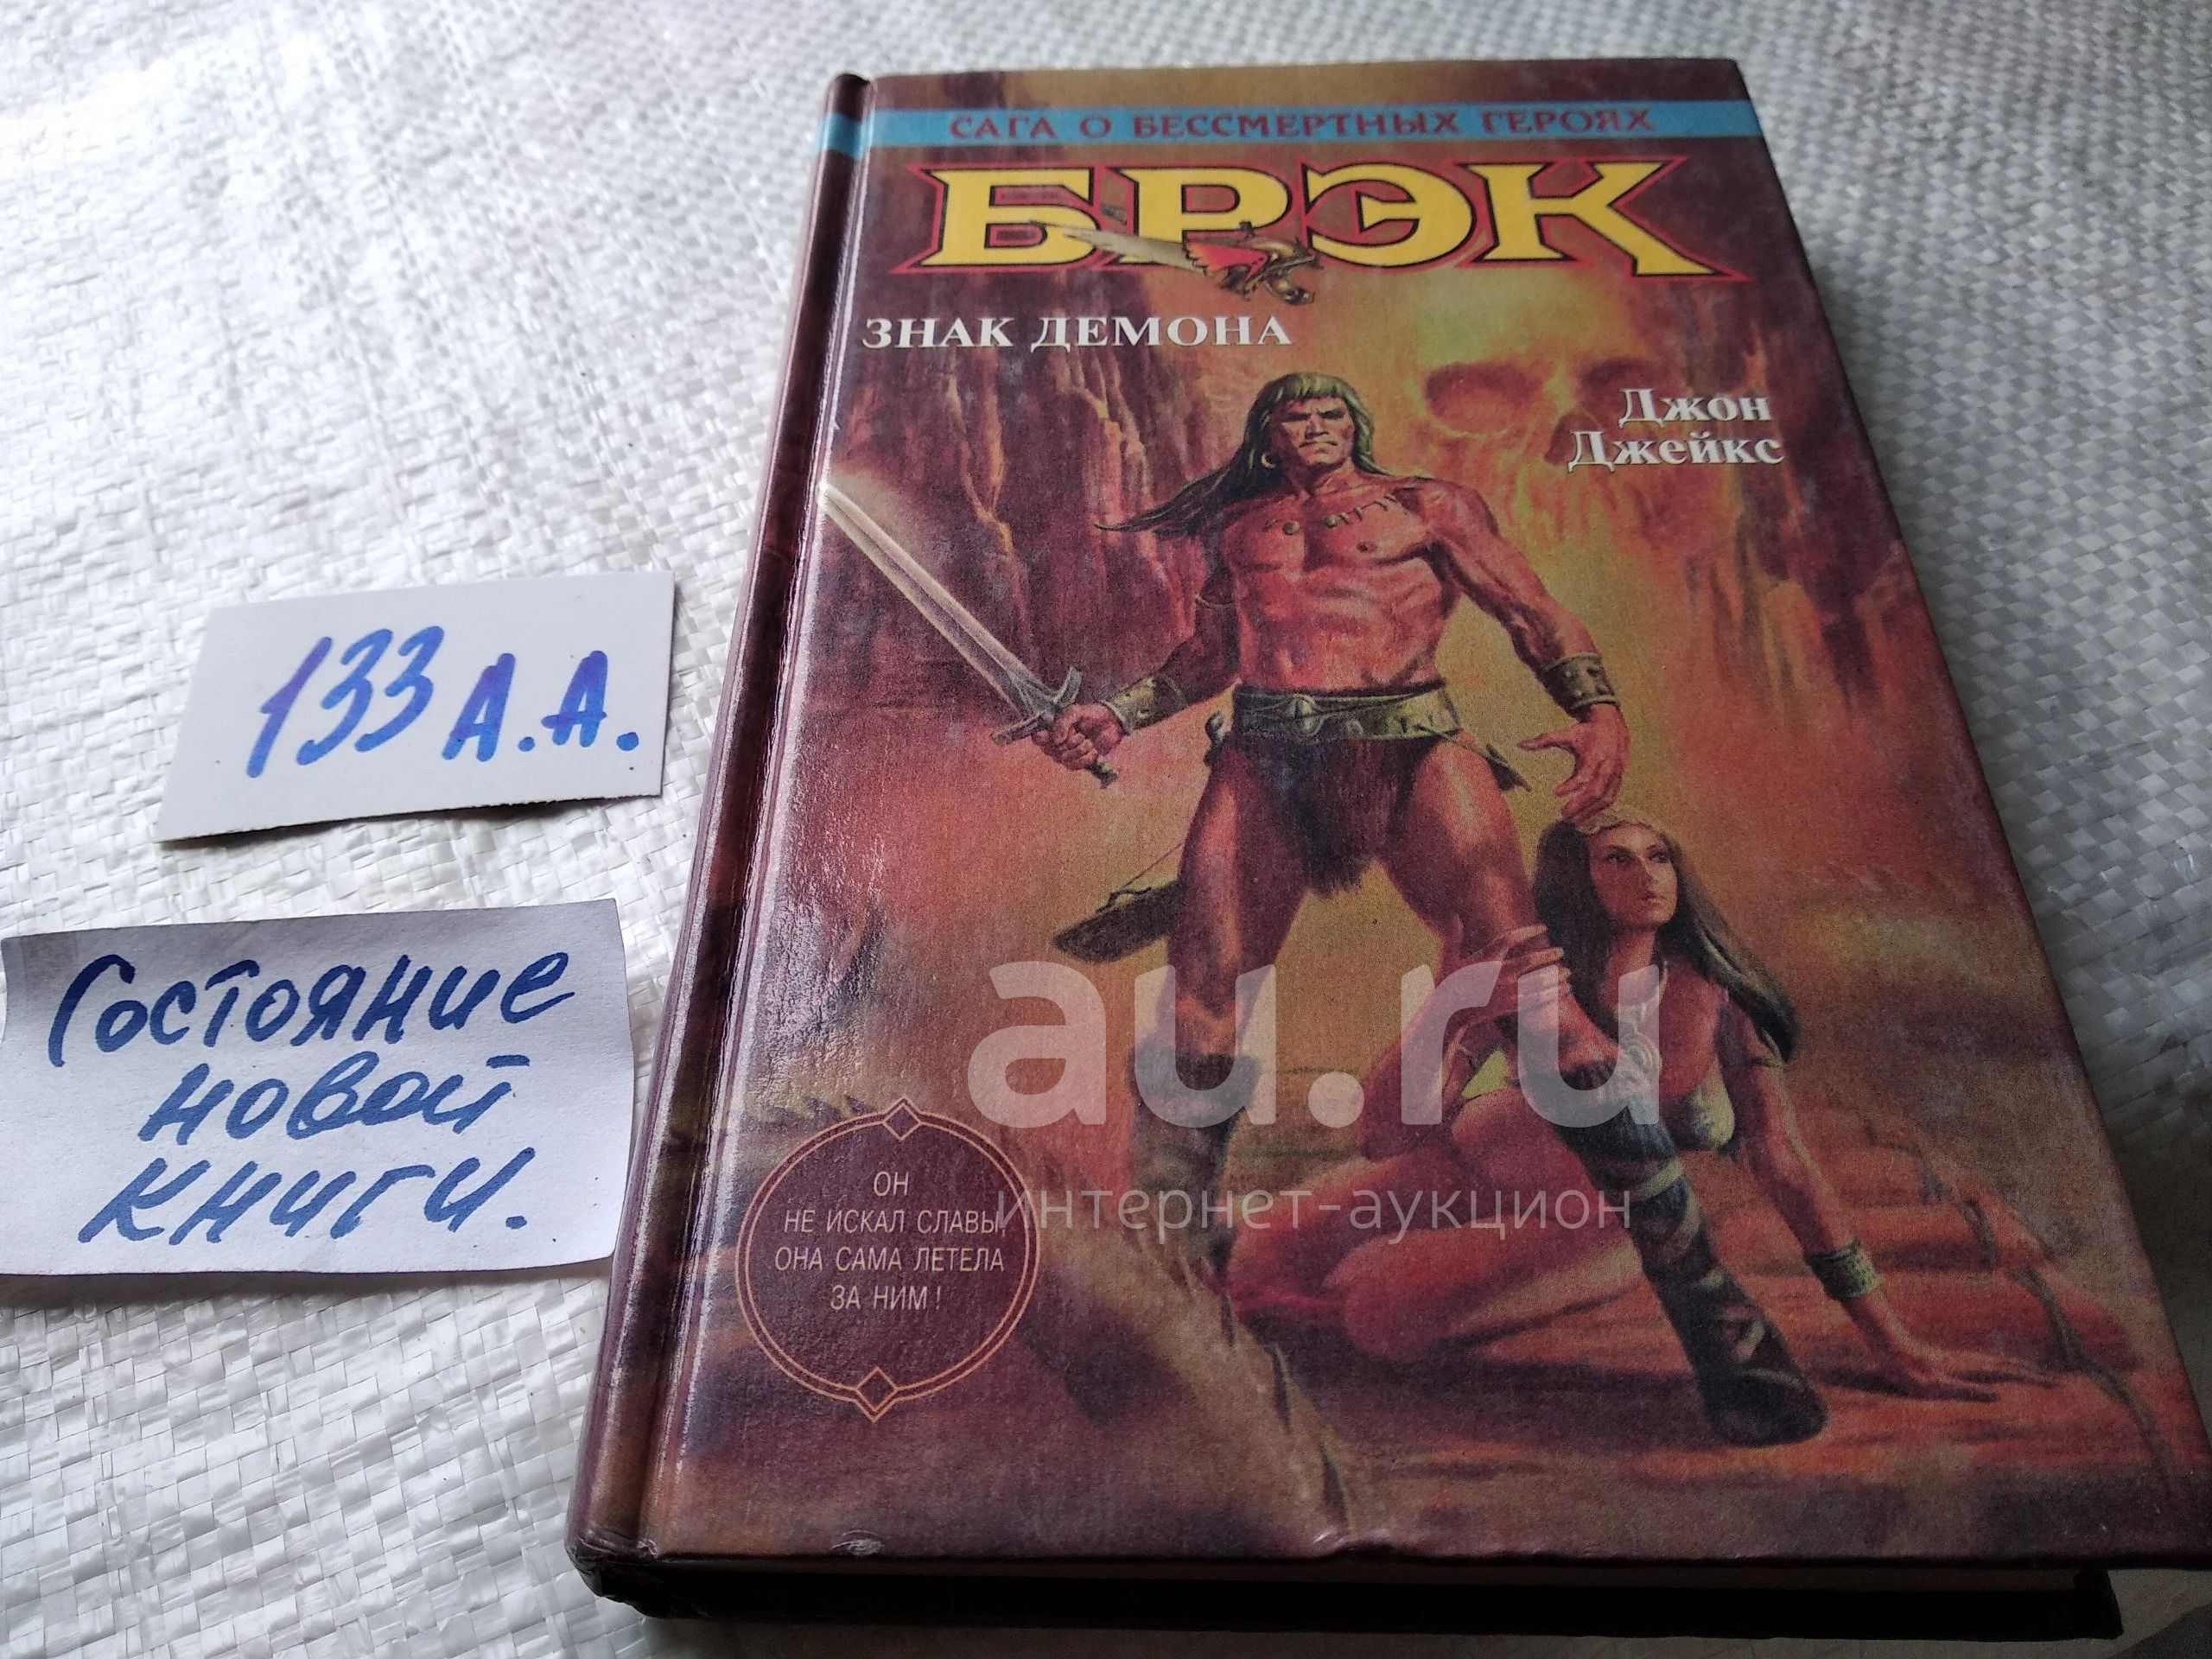 САГА О БЕССМЕРТНЫХ ГЕРОЯХ
БРЭК
ЗНАК ДЕМОНА
Джон
Джейкс
133 А.А.
Состояние
новой
книги.
au.ru
интернет-аукцион
ОН
НЕ ИСКАЛ СЛАВЫ,
ОНА САМА ЛЕТЕЛА
ЗА НИМ!